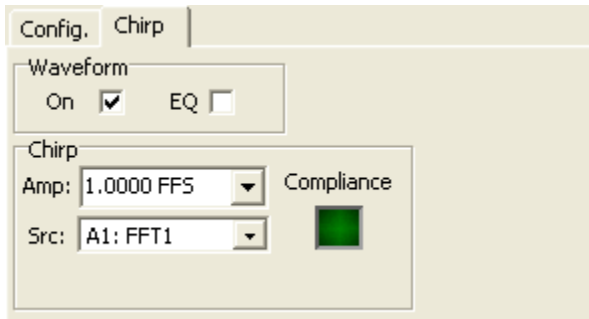 Config. Chirp
Waveform
On EQ
Chirp
Amp: 1.0000 FFS Compliance
Src: A1: FFT1